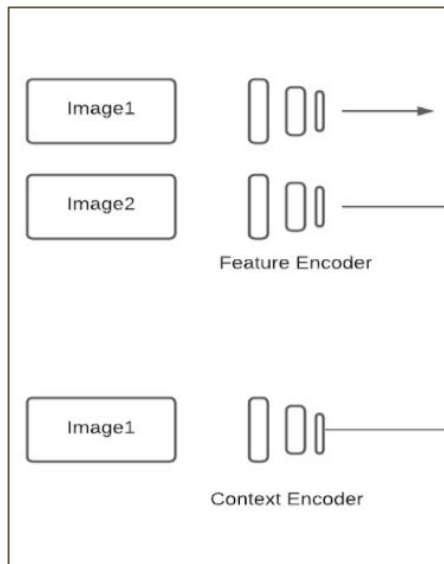 Image1
Image2
Feature Encoder
Image1
Context Encoder